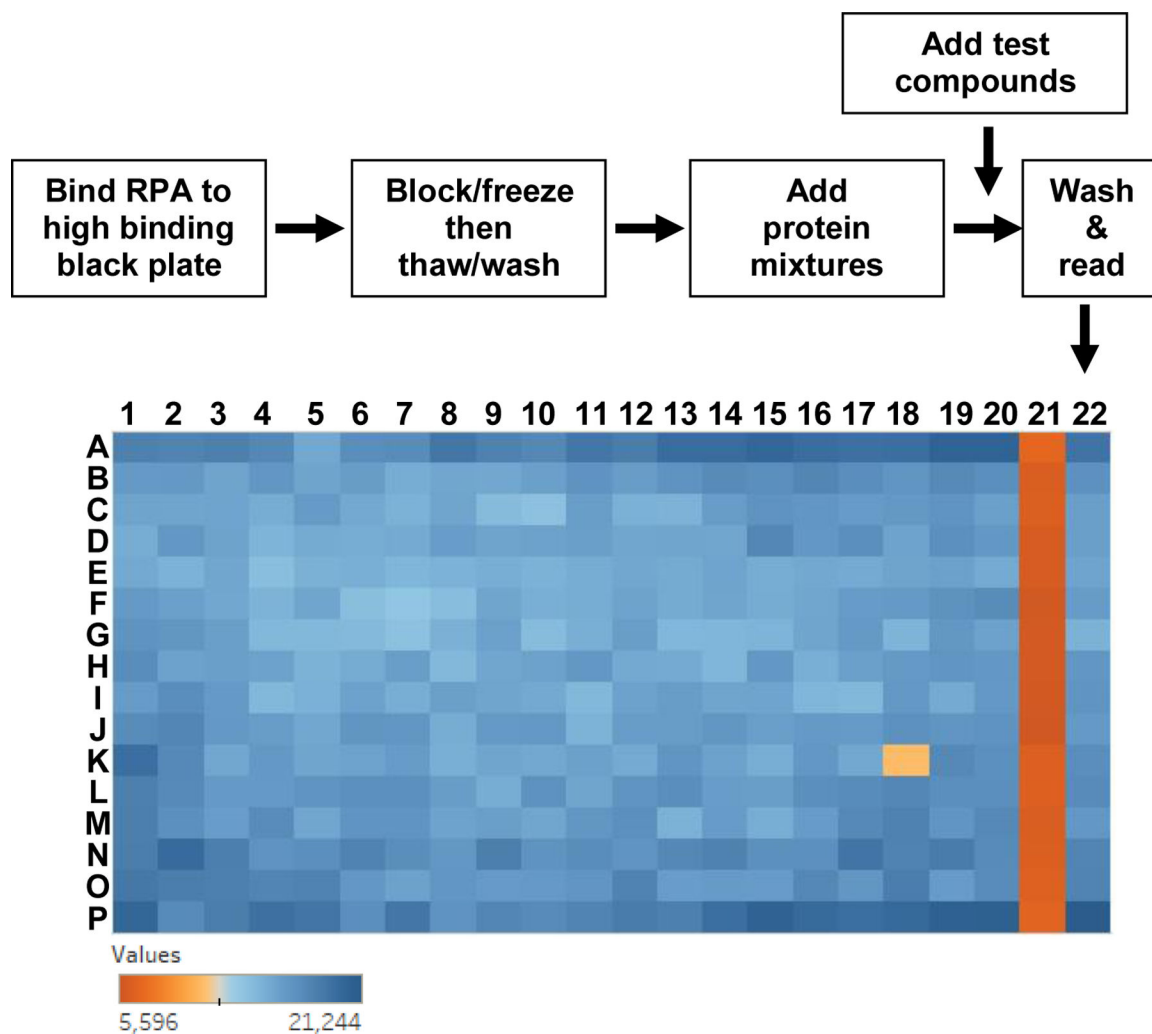 Add test
compounds
Bind RPA to
high binding
black plate
Block/freeze
then
thaw/wash
Add
protein
mixtures
Wash
&
read
1 2 3 4 5 6 7 8 9 10 11 12 13 14 15 16 17 18 19 20 21 22
A
B
C
D
E
F
G
H
I
J
K
L
M
N
O
P
Values
5,596 21,244